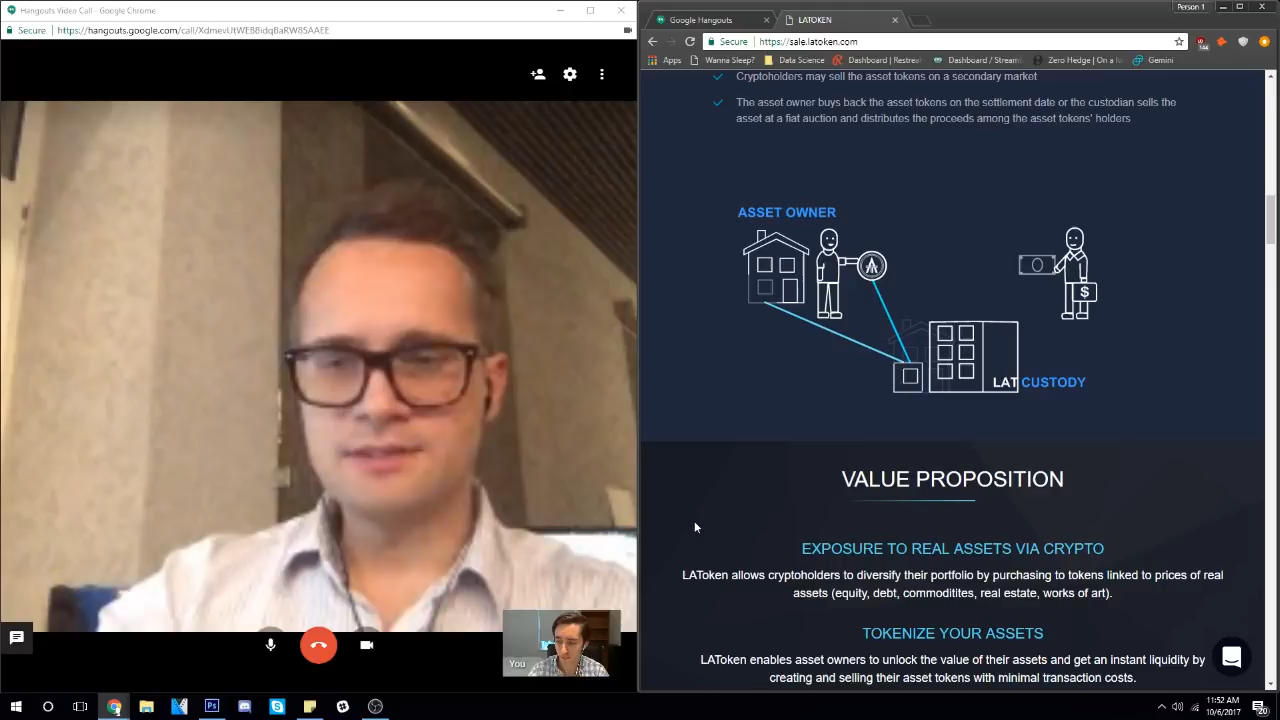 Hangouts Video Call - Google Chrome
Secure
https://hangouts.google.com/call/XdmevUtWEB8idqBaRW85AAEE
You
Person 1
Google Hangouts
LATOKEN
Secure
https://sale.latoken.com
Apps
Wanna Sleep?
Data Science
Dashboard | Restrea
Dashboard / Streaml
Zero Hedge | On a l
Gemini
Cryptoholders may sell the asset tokens on a secondary market
The asset owner buys back the asset tokens on the settlement date or the custodian sells the
asset at a fiat auction and distributes the proceeds among the asset tokens' holders
ASSET OWNER
$
LAT CUSTODY
VALUE PROPOSITION
EXPOSURE TO REAL ASSETS VIA CRYPTO
LAToken allows cryptoholders to diversify their portfolio by purchasing to tokens linked to prices of real
assets (equity, debt, commoditites, real estate, works of art).
TOKENIZE YOUR ASSETS
LAToken enables asset owners to unlock the value of their assets and get an instant liquidity by
creating and selling their asset tokens with minimal transaction costs.
11:52 AM
10/6/2017
20